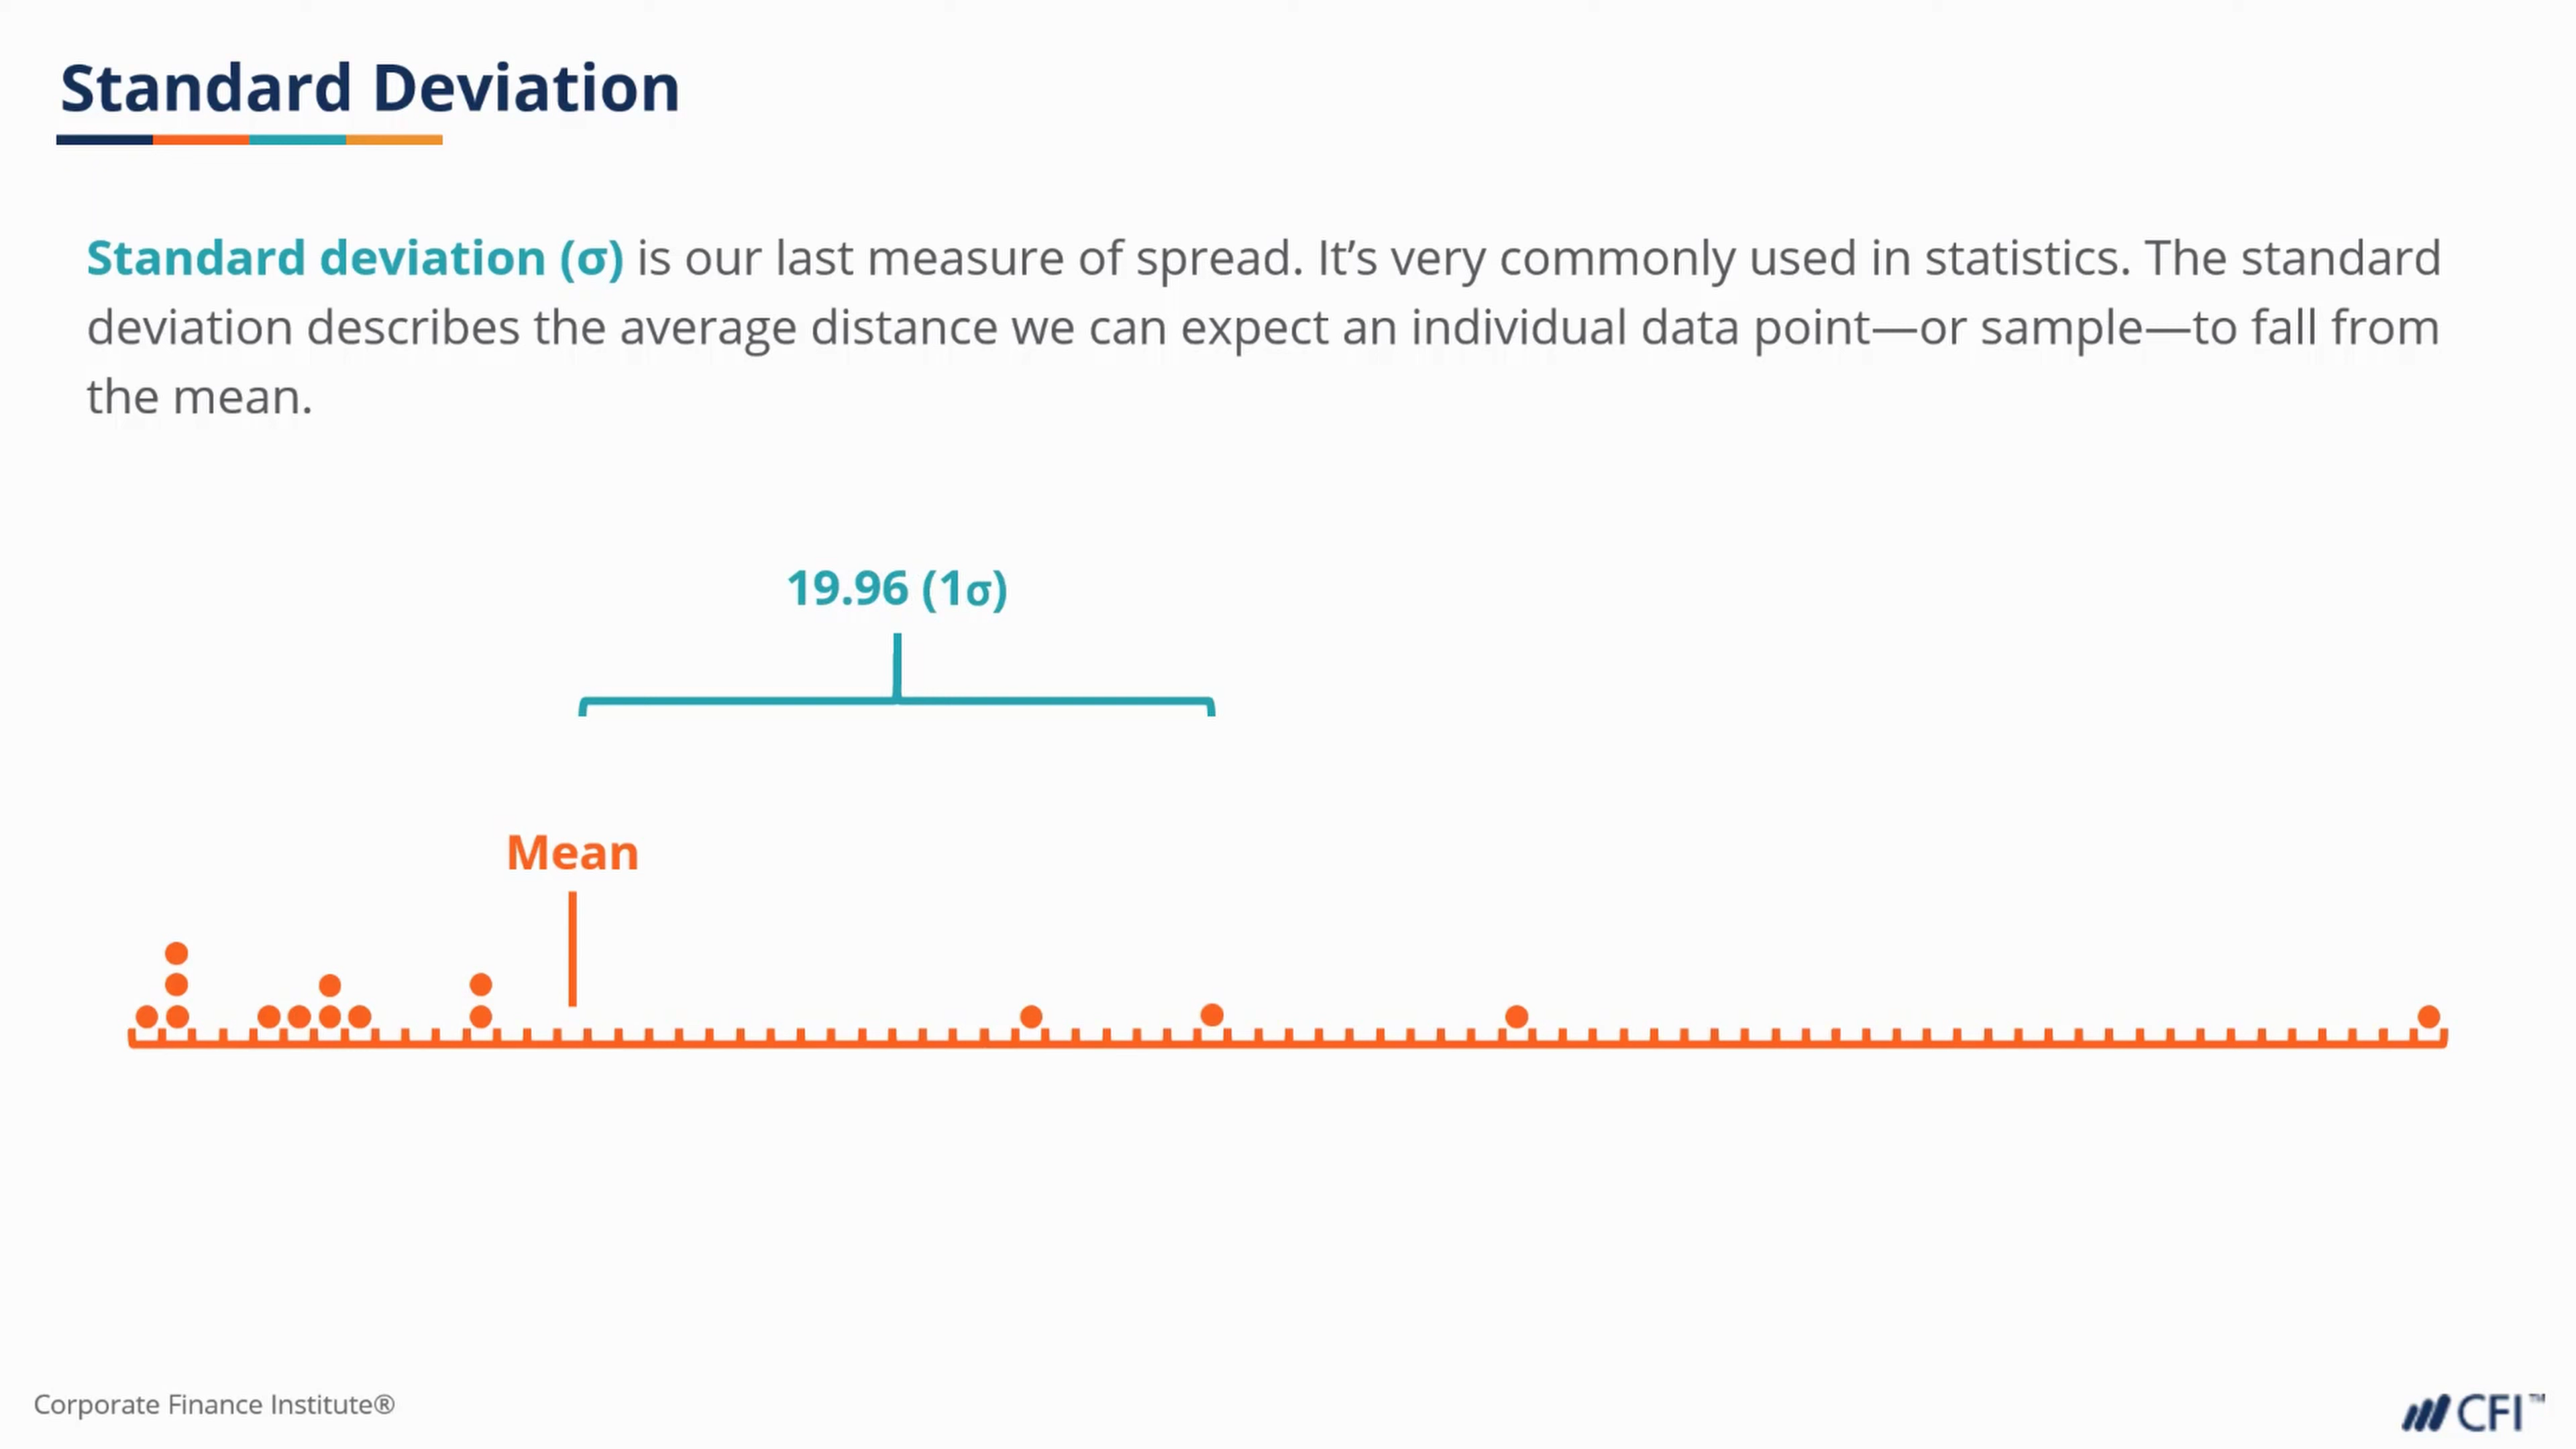 Standard Deviation
Standard deviation (σ) is our last measure of spread. It’s very commonly used in statistics. The standard
deviation describes the average distance we can expect an individual data point—or sample—to fall from
the mean.
19.96 (1σ)
Mean
Corporate Finance Institute®
CFI™